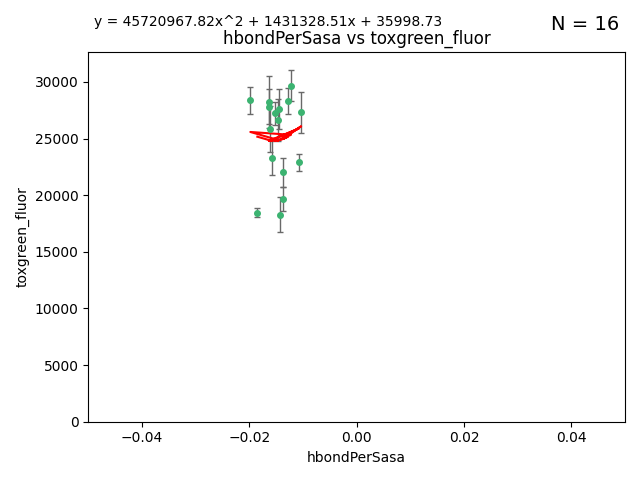 y = 45720967.82x^2 + 1431328.51x + 35998.73
N = 16
hbondPerSasa vs toxgreen_fluor
30000
25000
20000
15000
10000
5000
0
toxgreen_fluor
−0.04
−0.02
0.00
0.02
0.04
hbondPerSasa